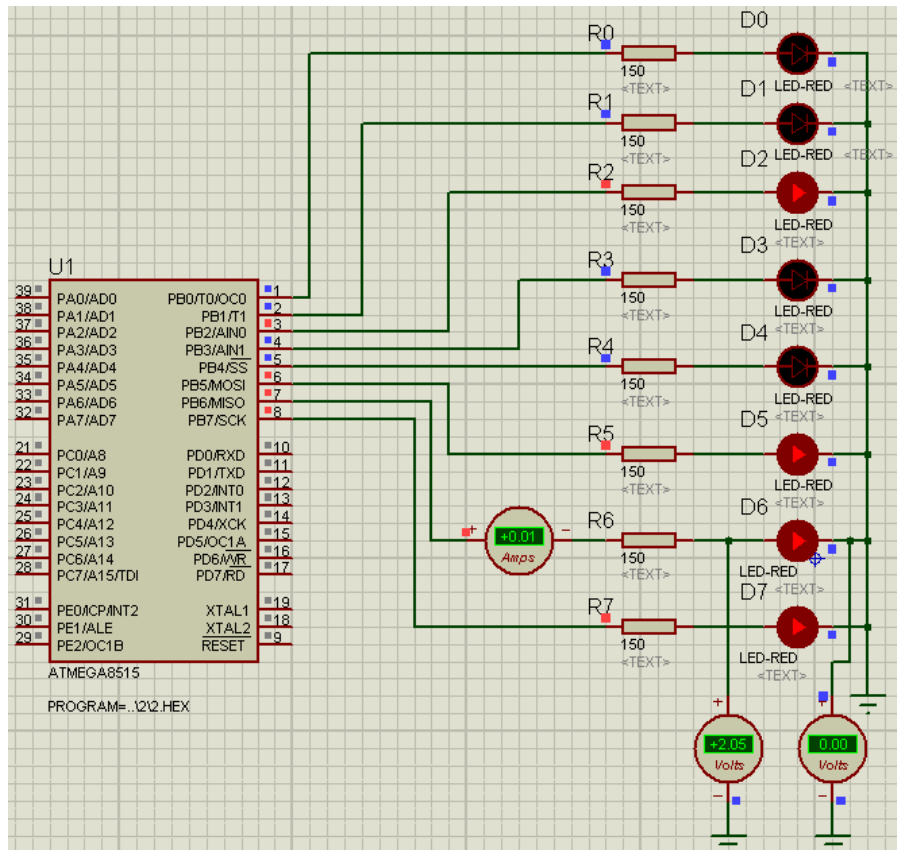 D0
R0
150
<TEXT>
D1
LED-RED
<TEXT>
R1
150
<TEXT>
D2
LED-RED
<TEXT>
R2
150
<TEXT>
LED-RED
<TEXT>
D3
R3
150
<TEXT>
LED-RED
<TEXT>
D4
R4
150
<TEXT>
LED-RED
<TEXT>
D5
R5
150
<TEXT>
LED-RED
<TEXT>
D6
R6
150
<TEXT>
LED-RED
<TEXT>
D7
R7
150
<TEXT>
LED-RED
<TEXT>
U1
39 PA0/AD0 PB0/T0/OC0 1
38 PA1/AD1 PB1/T1 2
37 PA2/AD2 PB2/AIN0 3
36 PA3/AD3 PB3/AIN1 4
35 PA4/AD4 PB4/SS 5
34 PA5/AD5 PB5/MOSI 6
33 PA6/AD6 PB6/MISO 7
32 PA7/AD7 PB7/SCK 8
21 PC0/A8 PD0/RXD 10
22 PC1/A9 PD1/TXD 11
23 PC2/A10 PD2/INT0 12
24 PC3/A11 PD3/INT1 13
25 PC4/A12 PD4/XCK 14
26 PC5/A13 PD5/OC1A 15
27 PC6/A14 PD6/WR 16
28 PC7/A15/TDI PD7/RD 17
31 PE0/ICP/INT2 XTAL1 19
30 PE1/ALE XTAL2 18
29 PE2/OC1B RESET 9
ATMEGA8515
PROGRAM=..\2\2.HEX
+ -
+0.01
Amps
+
+2.05
Volts
-
+
0.00
Volts
-